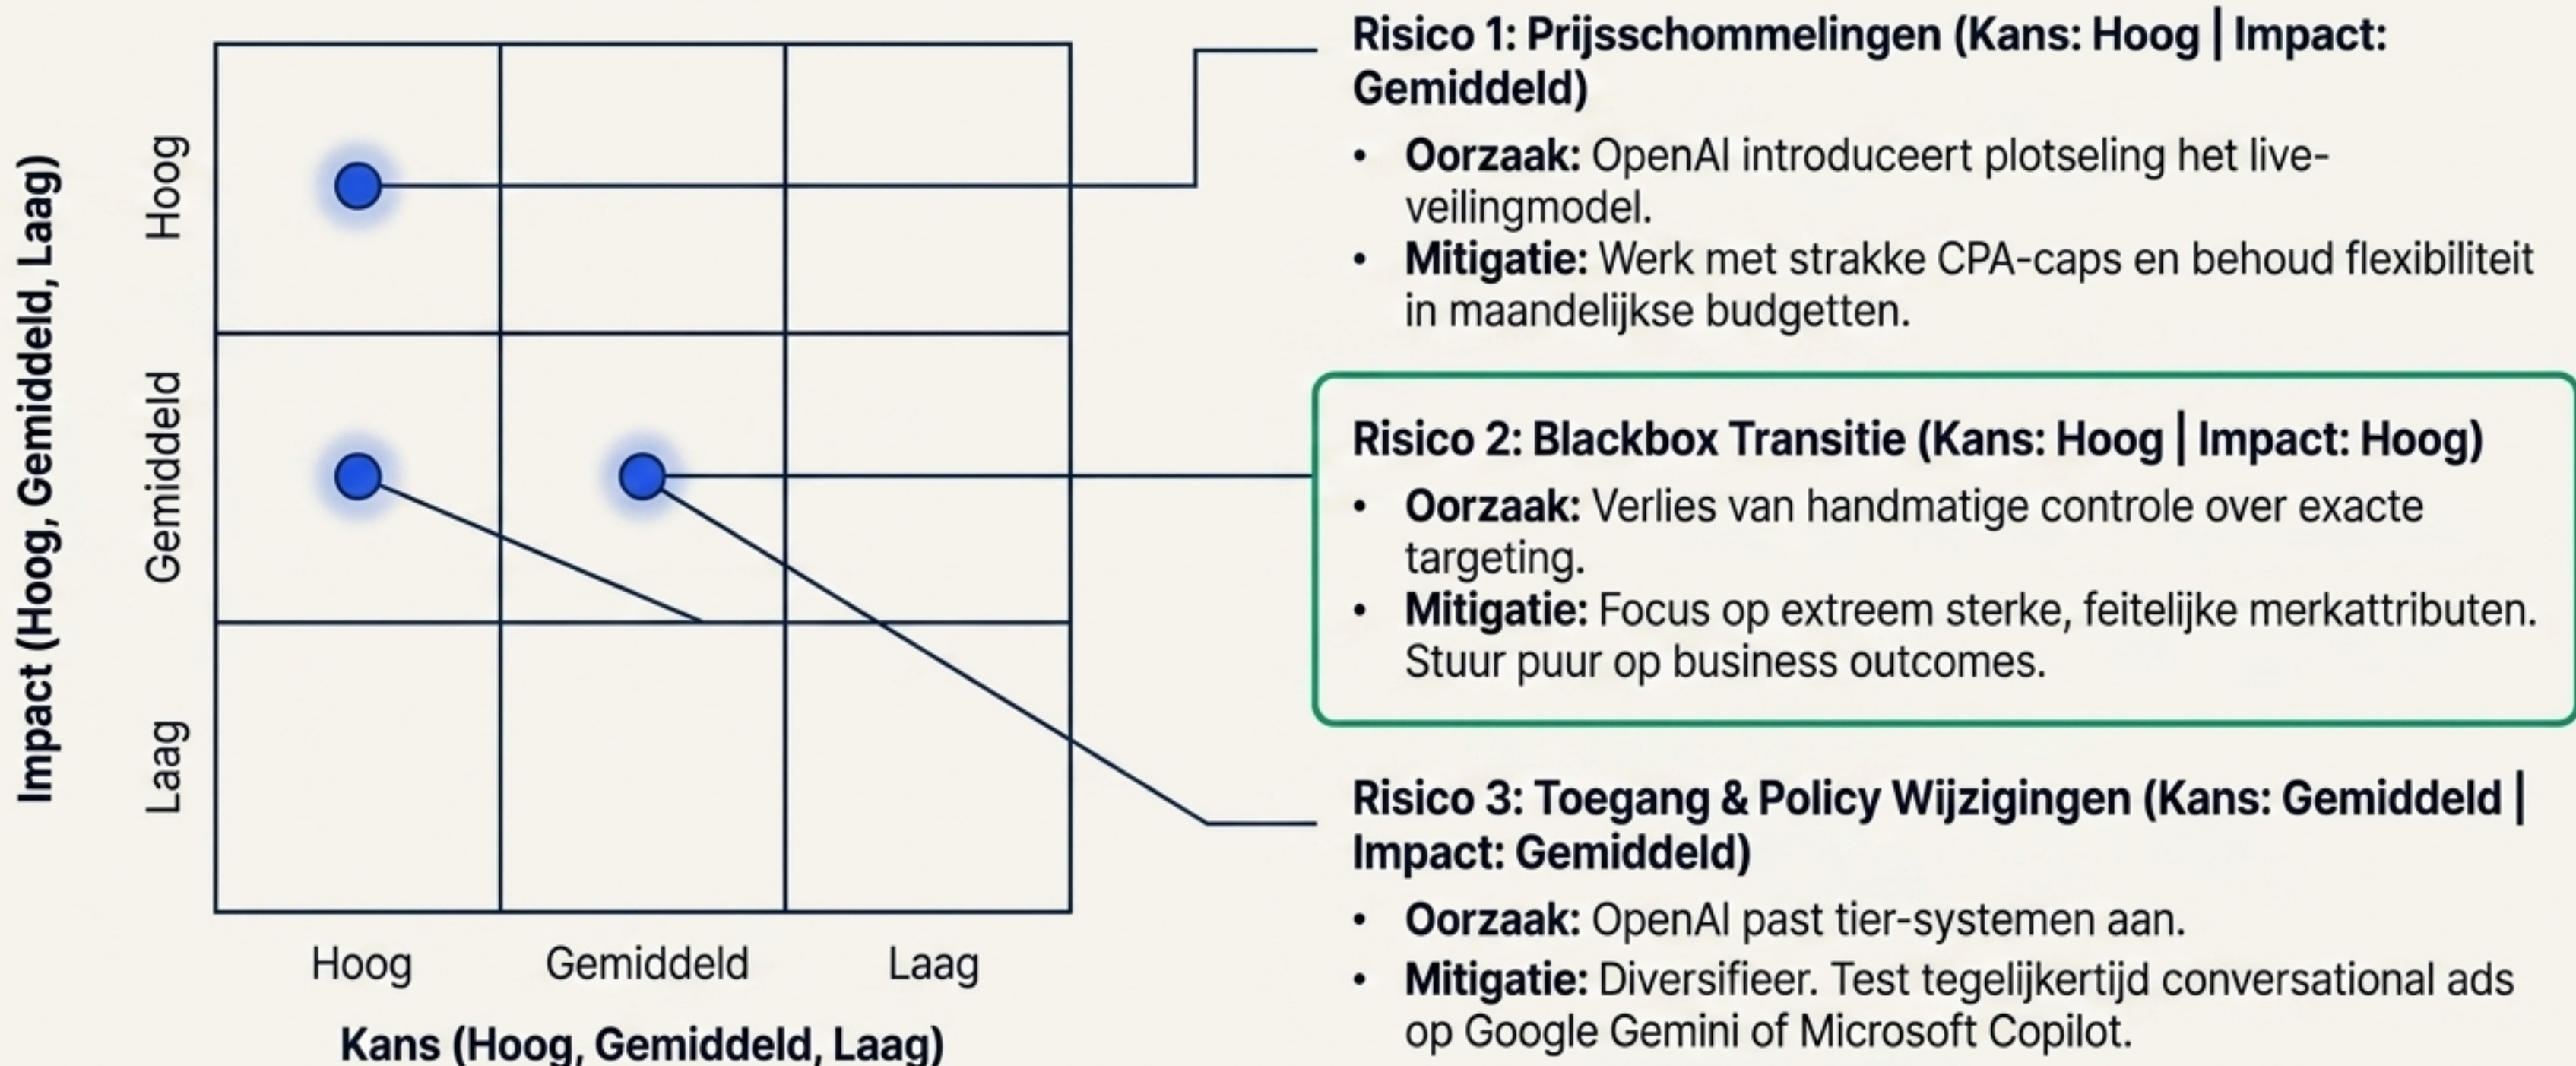 Impact (Hoog, Gemiddeld, Laag)
Hoog
Gemiddeld
Laag
Hoog
Gemiddeld
Laag
Kans (Hoog, Gemiddeld, Laag)
Risico 1: Prijsschommelingen (Kans: Hoog | Impact:
Gemiddeld)
• Oorzaak: OpenAI introduceert plotseling het live-
veilingmodel.
• Mitigatie: Werk met strakke CPA-caps en behoud flexibiliteit
in maandelijkse budgetten.
Risico 2: Blackbox Transitie (Kans: Hoog | Impact: Hoog)
• Oorzaak: Verlies van handmatige controle over exacte
targeting.
• Mitigatie: Focus op extreem sterke, feitelijke merkattributen.
Stuur puur op business outcomes.
Risico 3: Toegang & Policy Wijzigingen (Kans: Gemiddeld |
Impact: Gemiddeld)
• Oorzaak: OpenAI past tier-systemen aan.
• Mitigatie: Diversifieer. Test tegelijkertijd conversational ads
op Google Gemini of Microsoft Copilot.